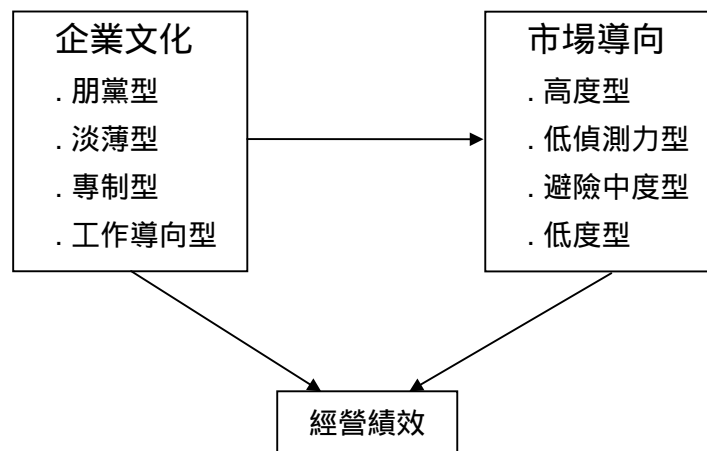 企業文化
. 朋黨型
. 淡薄型
. 專制型
. 工作導向型
市場導向
. 高度型
. 低偵測力型
. 避險中度型
. 低度型
經營績效